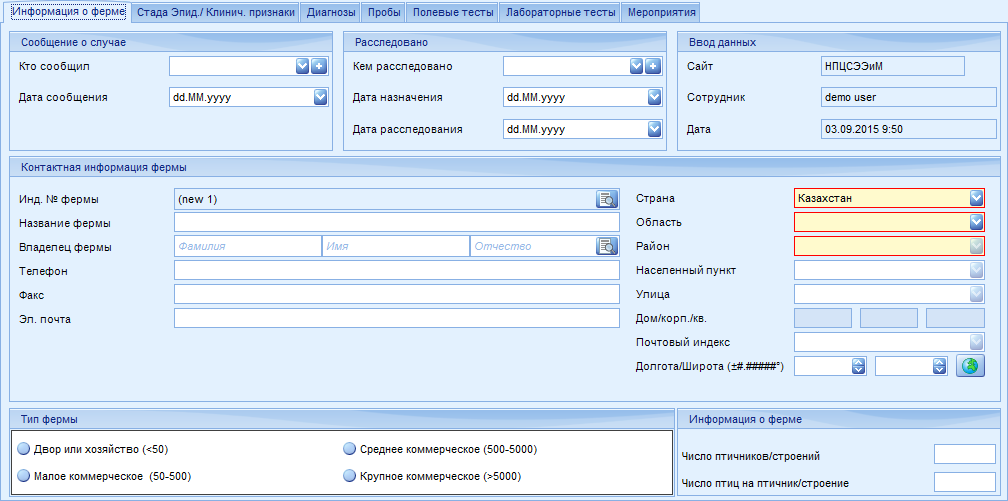 Информация о ферме Стада Эпид./ Клинич. признаки Диагнозы Пробы Полевые тесты Лабораторные тесты Мероприятия
Сообщение о случае
Кто сообщил
Дата сообщения dd.MM.yyyy
Расследовано
Кем расследовано
Дата назначения dd.MM.yyyy
Дата расследования dd.MM.yyyy
Ввод данных
Сайт НПЦСЭЭиМ
Сотрудник demo user
Дата 03.09.2015 9:50
Контактная информация фермы
Инд. № фермы (new 1)
Название фермы
Владелец фермы Фамилия Имя Отчество
Телефон
Факс
Эл. почта
Страна Казахстан
Область
Район
Населенный пункт
Улица
Дом/корп./кв.
Почтовый индекс
Долгота/Широта (±#.#####°)
Тип фермы
Двор или хозяйство (<50)
Малое коммерческое (50-500)
Среднее коммерческое (500-5000)
Крупное коммерческое (>5000)
Информация о ферме
Число птичников/строений
Число птиц на птичник/строение